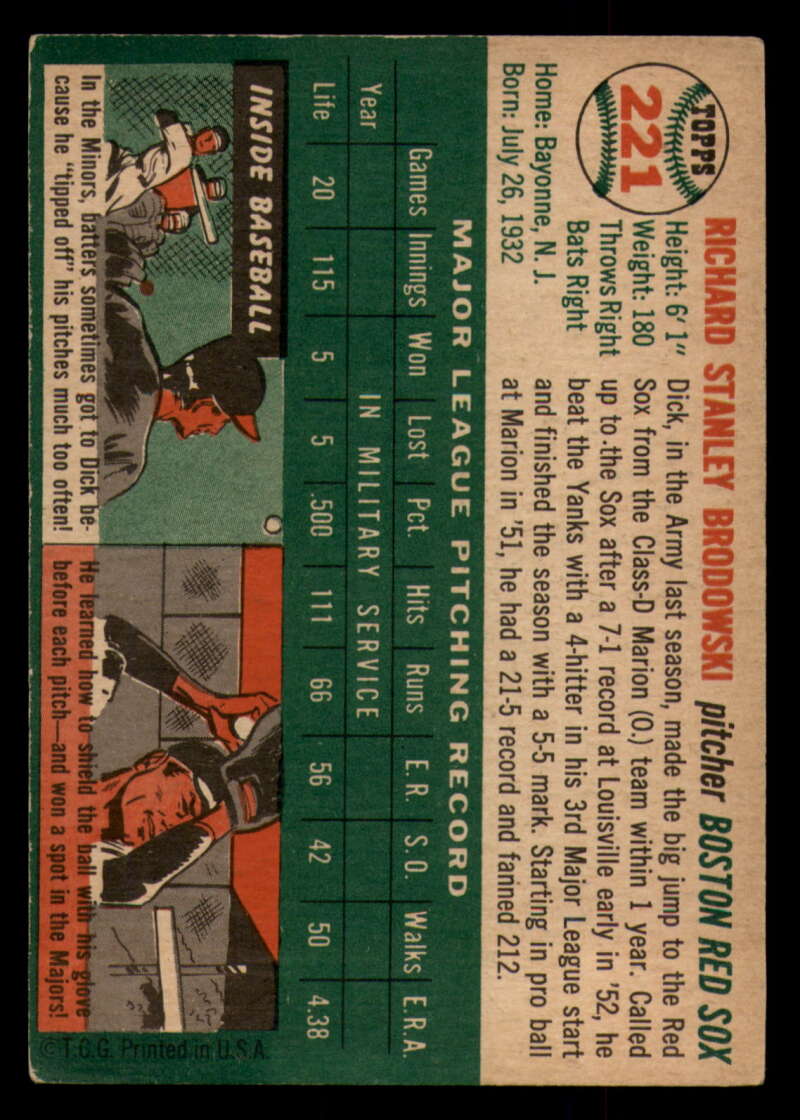 TOPPS
221
RICHARD STANLEY BRODOWSKI pitcher BOSTON RED SOX
Height: 6'1"
Weight: 180
Throws Right
Bats Right
Home: Bayonne, N. J.
Born: July 26, 1932
Dick, in the Army last season, made the big jump to the Red
Sox from the Class-D Marion (O.) team within 1 year. Called
up to the Sox after a 7-1 record at Louisville early in '52, he
beat the Yanks with a 4-hitter in his 3rd Major League start
and finished the season with a 5-5 mark. Starting in pro ball
at Marion in '51, he had a 21-5 record and fanned 212.
MAJOR LEAGUE PITCHING RECORD
Games Innings Won Lost Pct. Hits Runs E.R. S.O. Walks E.R.A.
Year IN MILITARY SERVICE
Life 20 115 5 5 .500 111 66 56 42 50 4.38
INSIDE BASEBALL
In the Minors, batters sometimes got to Dick be-
cause he "tipped off" his pitches much too often!
He learned how to shield the ball with his glove
before each pitch—and won a spot in the Majors!
©T.C.G. Printed in U.S.A.